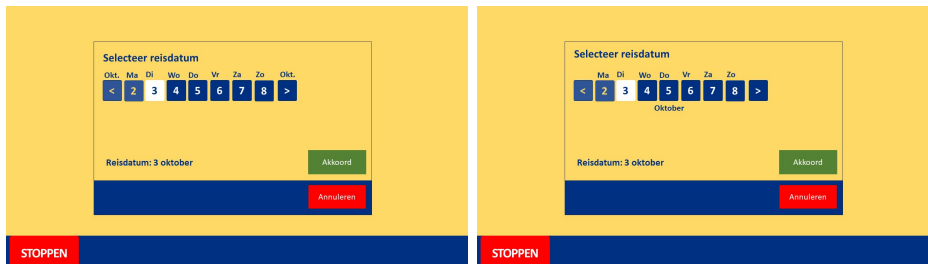 Selecteer reisdatum
Okt. Ma Di Wo Do Vr Za Zo Okt.
< 2 3 4 5 6 7 8 >
Reisdatum: 3 oktober
Akkoord
Annuleren
STOPPEN
Selecteer reisdatum
Ma Di Wo Do Vr Za Zo
< 2 3 4 5 6 7 8 >
Oktober
Reisdatum: 3 oktober
Akkoord
Annuleren
STOPPEN